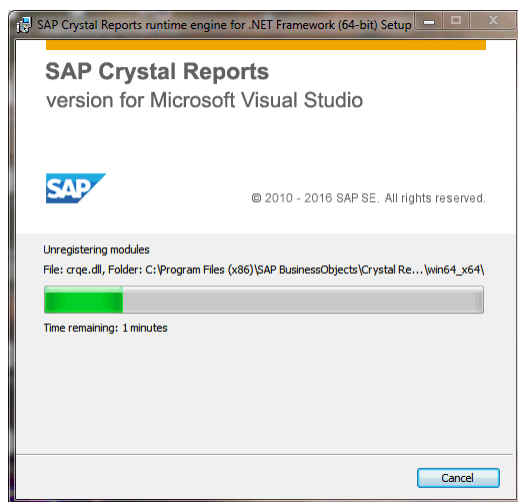 SAP Crystal Reports runtime engine for .NET Framework (64-bit) Setup
SAP Crystal Reports
version for Microsoft Visual Studio
SAP
© 2010 - 2016 SAP SE. All rights reserved.
Unregistering modules
File: crqe.dll, Folder: C:\Program Files (x86)\SAP BusinessObjects\Crystal Re...\win64_x64\
Time remaining: 1 minutes
Cancel